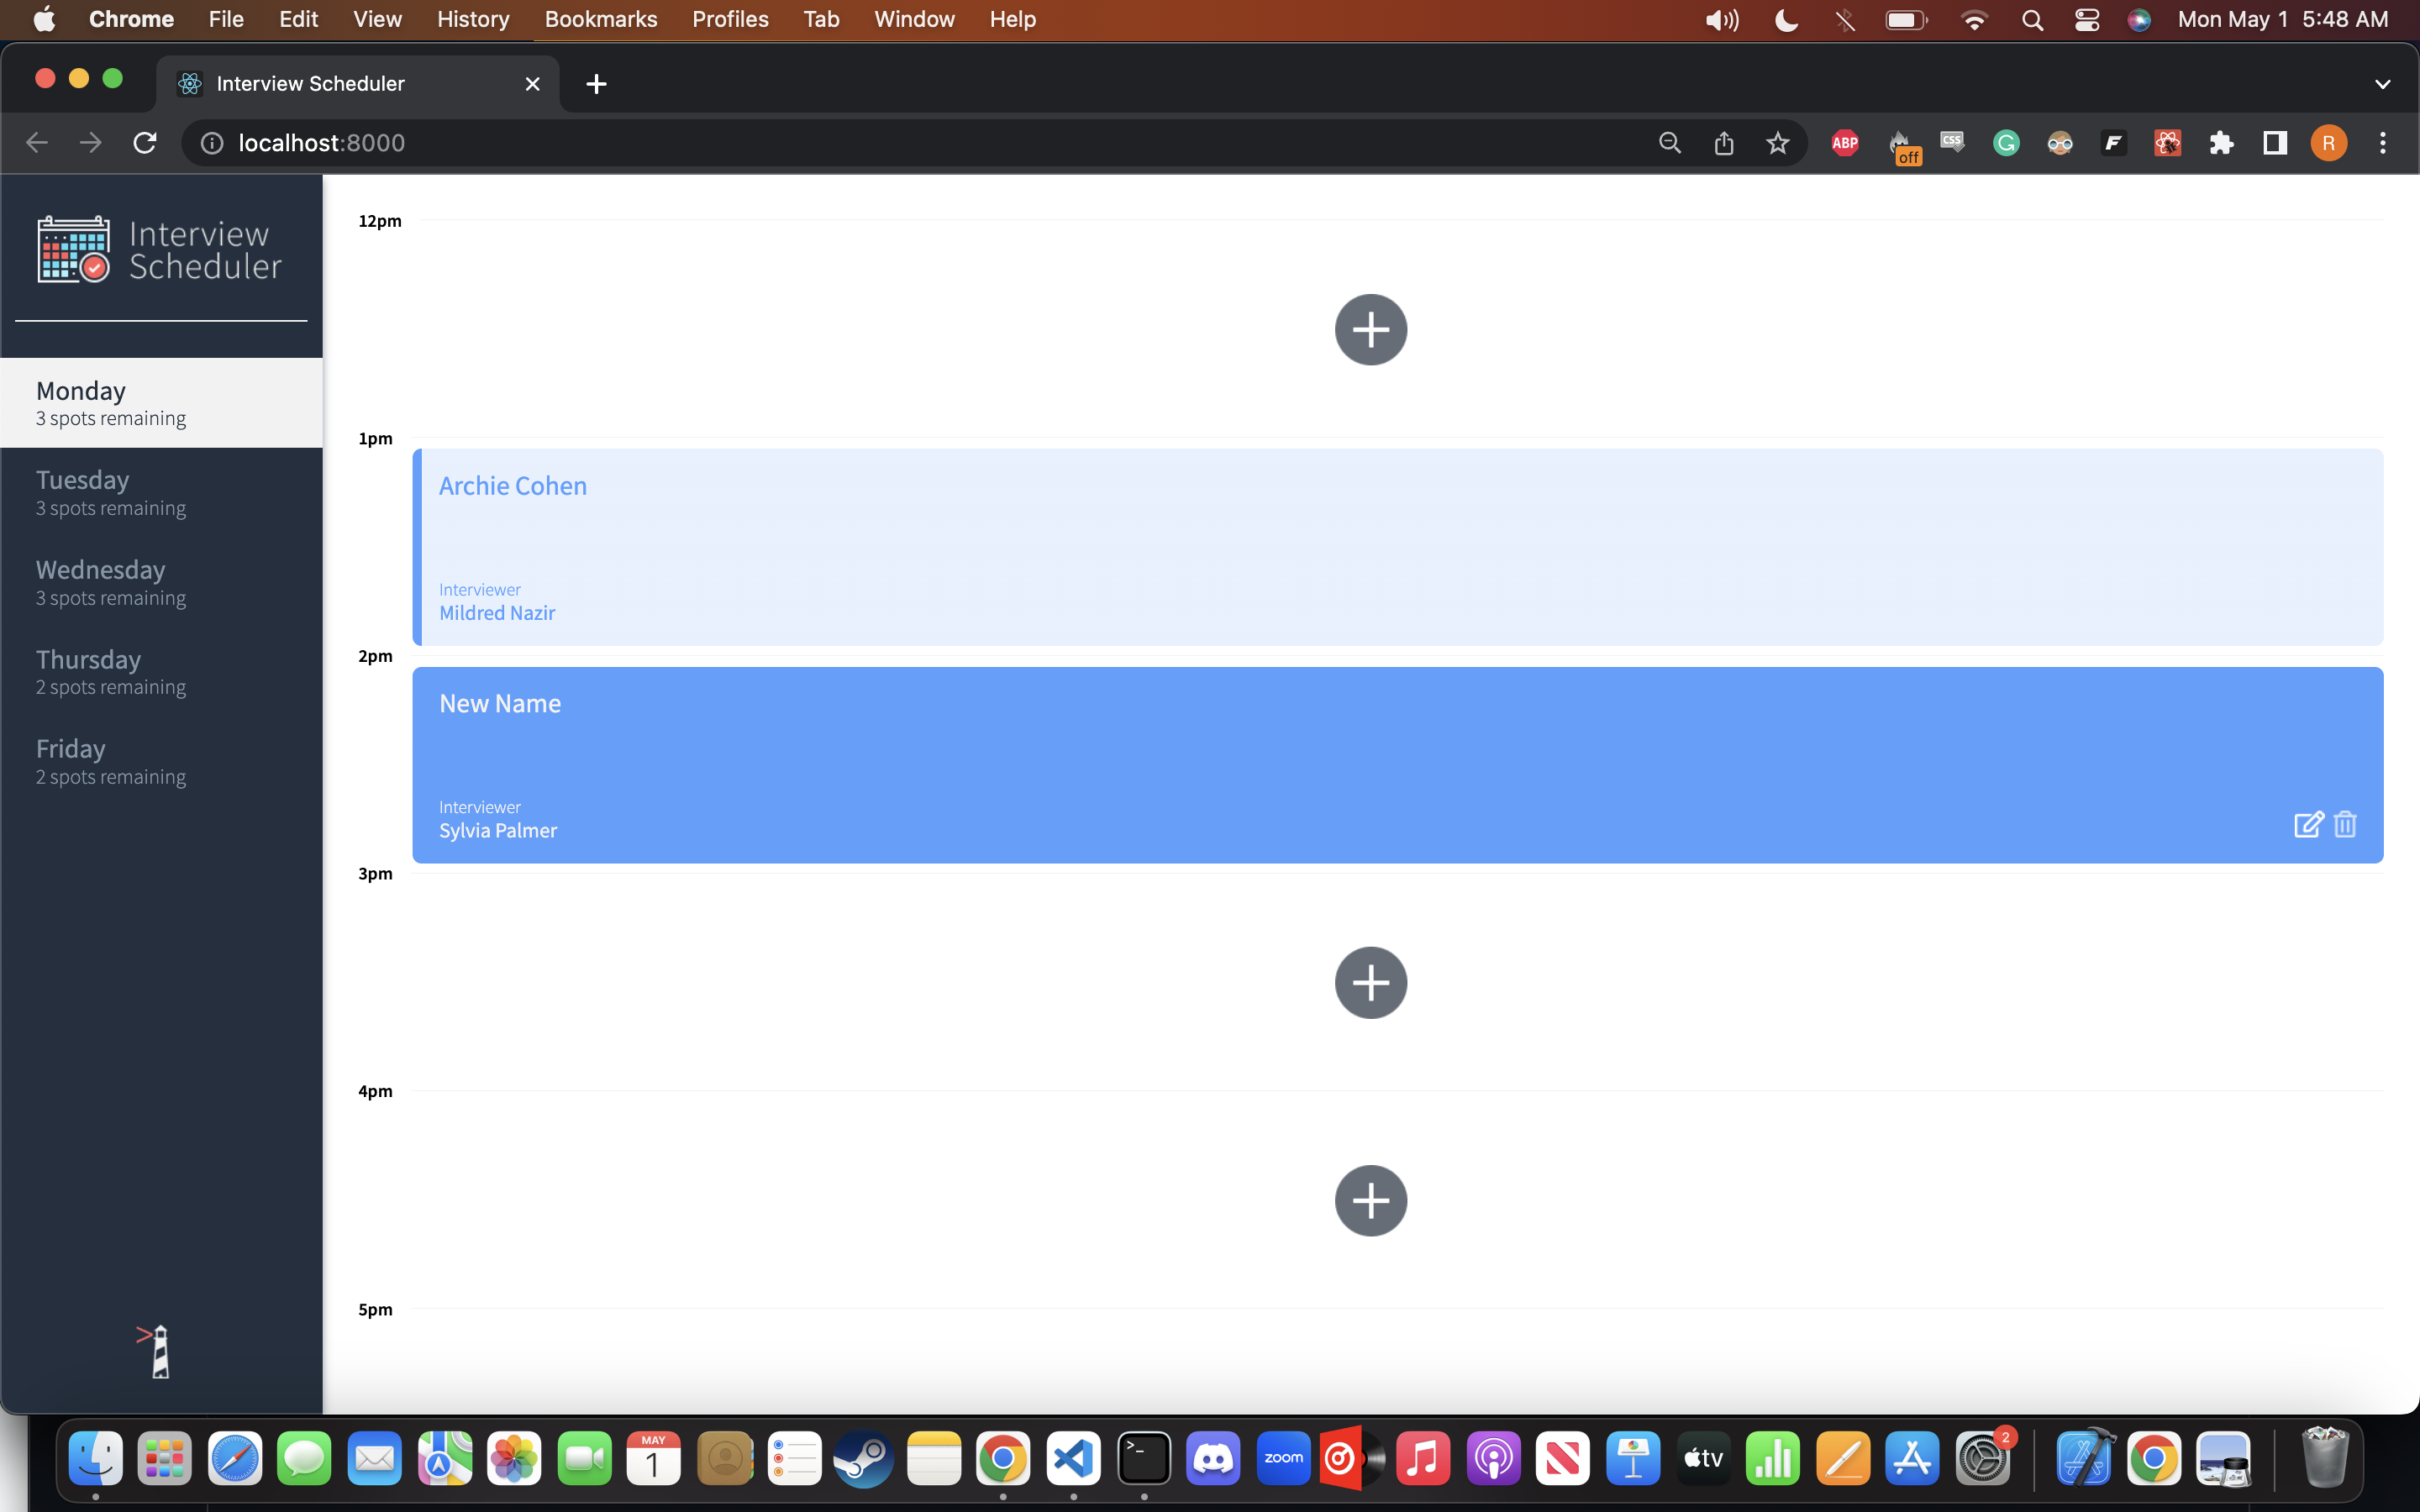 Chrome File Edit View History Bookmarks Profiles Tab Window Help Mon May 1 5:48 AM
Interview Scheduler
localhost:8000
ABP off CSS G F R
Interview
Scheduler
Monday
3 spots remaining
Tuesday
3 spots remaining
Wednesday
3 spots remaining
Thursday
2 spots remaining
Friday
2 spots remaining
12pm
1pm
Archie Cohen
Interviewer
Mildred Nazir
2pm
New Name
Interviewer
Sylvia Palmer
3pm
4pm
5pm
MAY
1
>_
zoom
tv
2